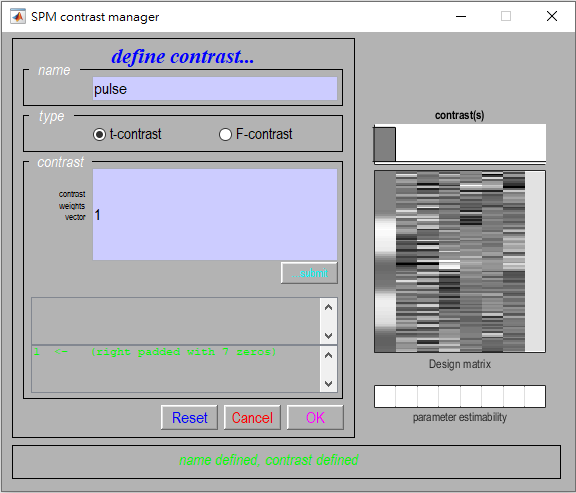 SPM contrast manager
define contrast...
name
pulse
type
t-contrast
F-contrast
contrast
contrast
weights
vector
1
...submit
1 <- (right padded with 7 zeros)
Reset
Cancel
OK
name defined, contrast defined
contrast(s)
Design matrix
parameter estimability